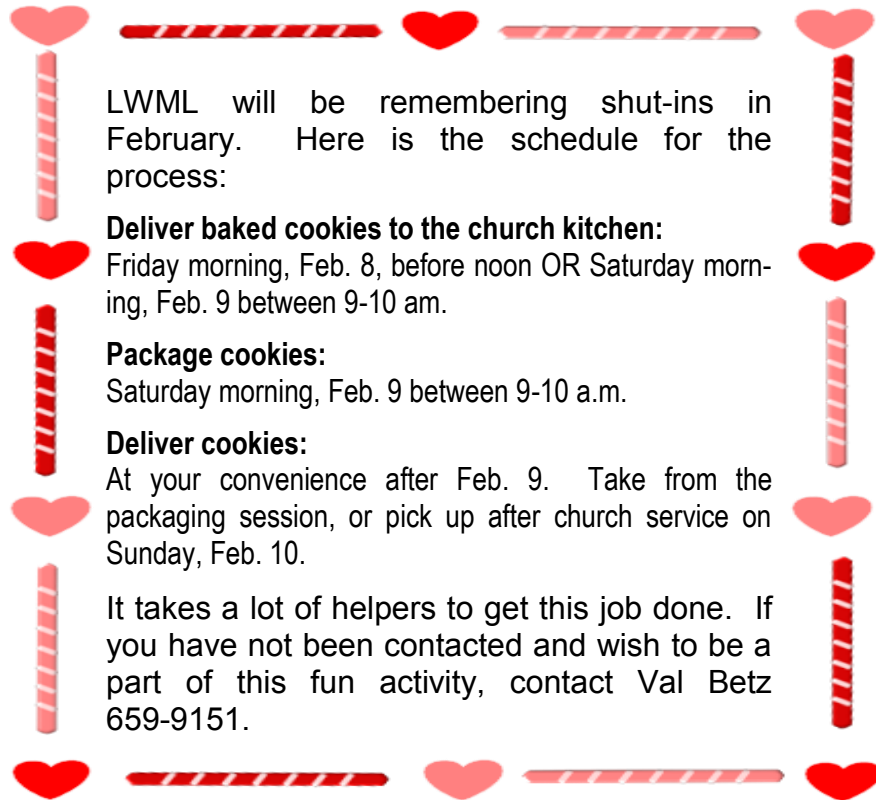 LWML will be remembering shut-ins in
February. Here is the schedule for the
process:
Deliver baked cookies to the church kitchen:
Friday morning, Feb. 8, before noon OR Saturday morn-
ing, Feb. 9 between 9-10 am.
Package cookies:
Saturday morning, Feb. 9 between 9-10 a.m.
Deliver cookies:
At your convenience after Feb. 9. Take from the
packaging session, or pick up after church service on
Sunday, Feb. 10.
It takes a lot of helpers to get this job done. If
you have not been contacted and wish to be a
part of this fun activity, contact Val Betz
659-9151.